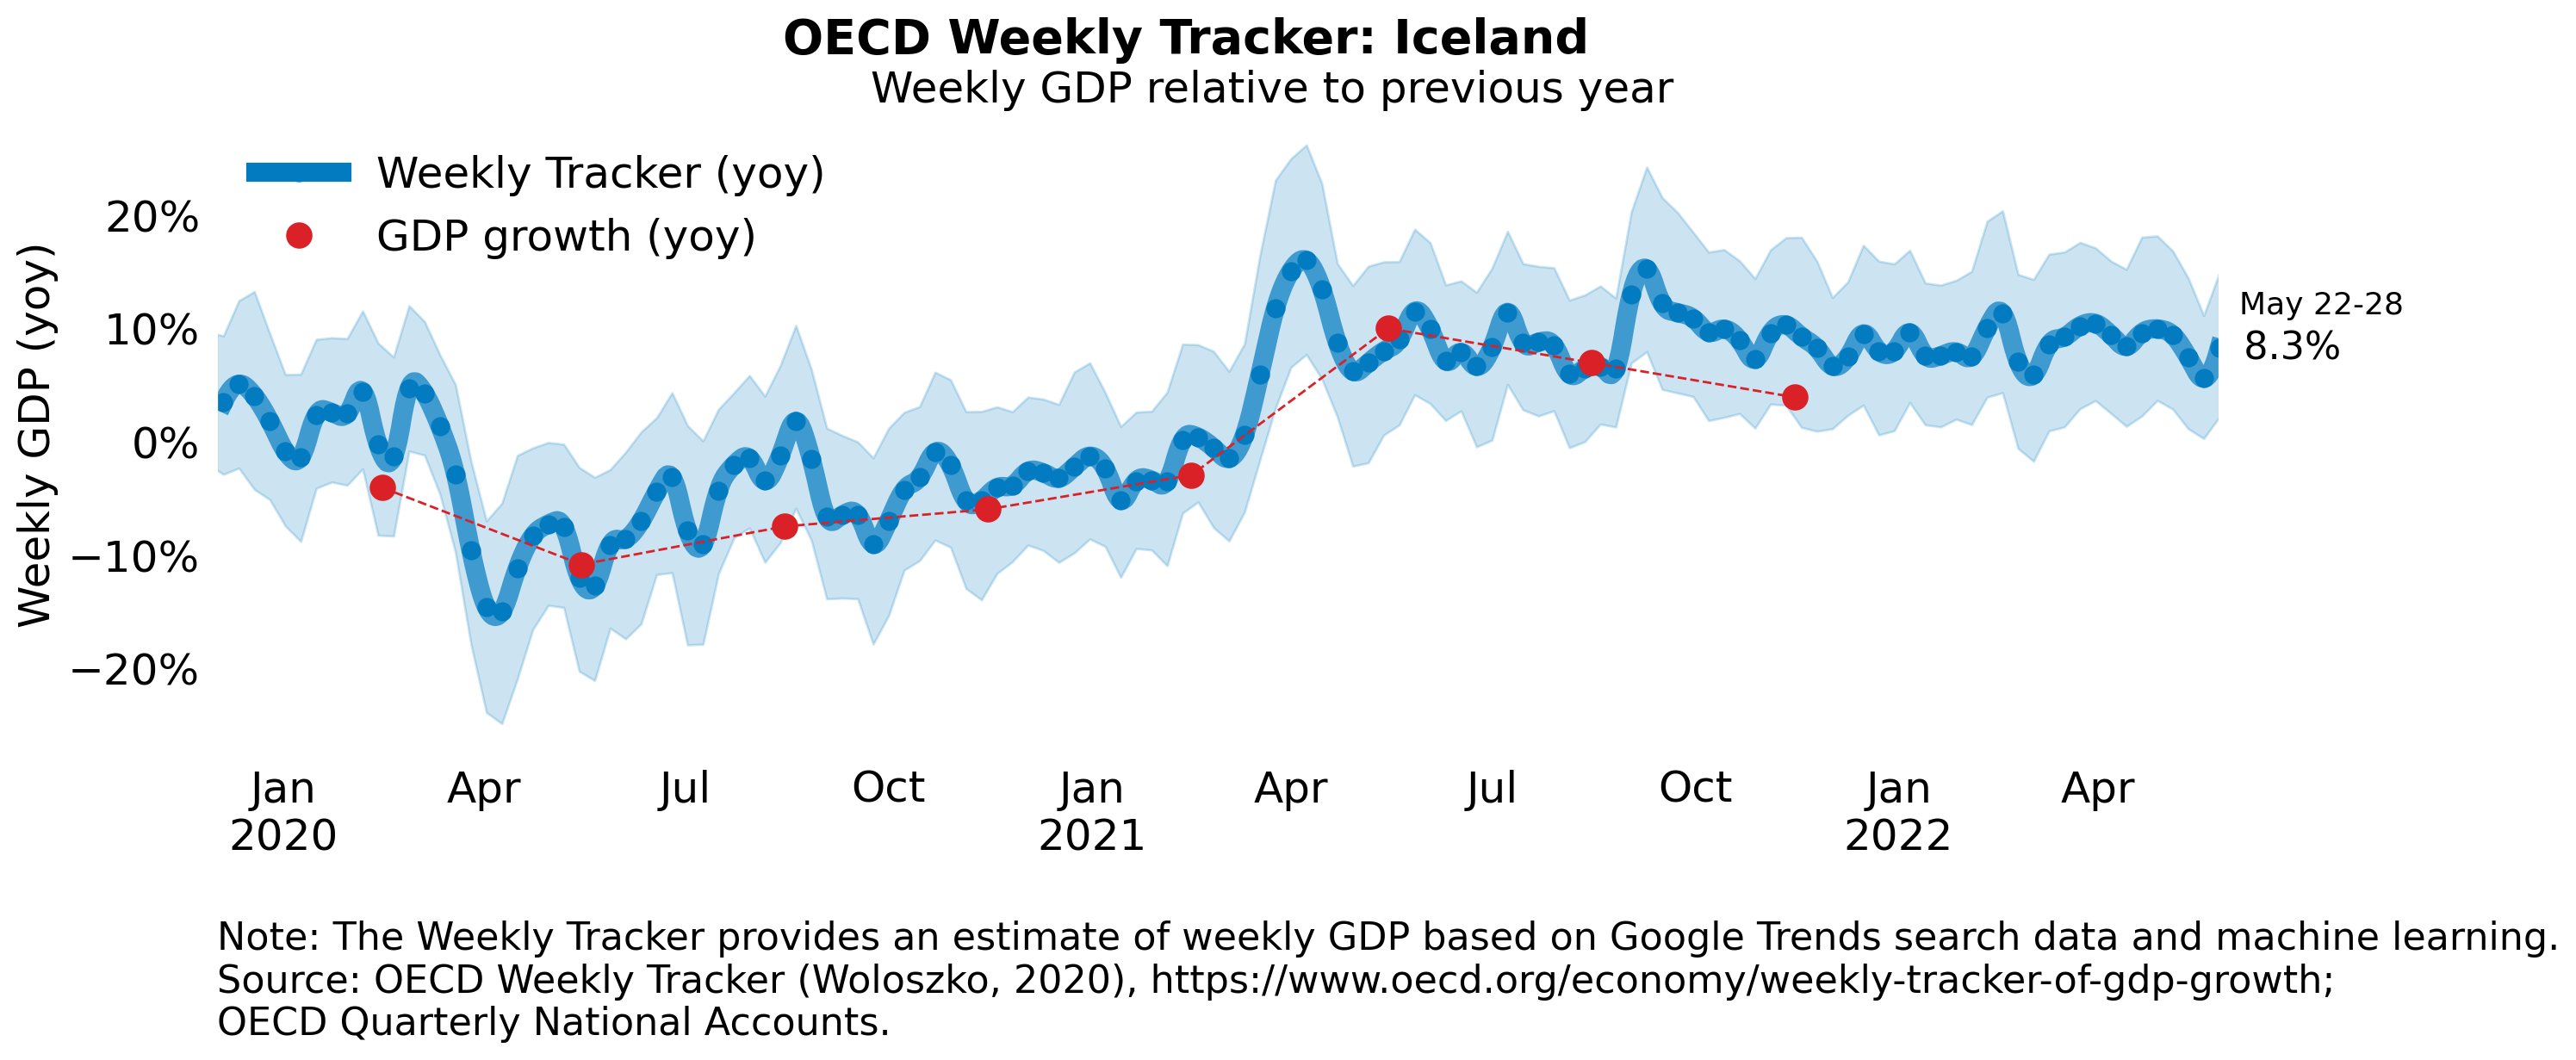 OECD Weekly Tracker: Iceland
Weekly GDP relative to previous year
Weekly Tracker (yoy)
GDP growth (yoy)
Weekly GDP (yoy)
20%
10%
0%
−10%
−20%
May 22-28
8.3%
Jan Apr Jul Oct Jan Apr Jul Oct Jan Apr
2020 2021 2022
Note: The Weekly Tracker provides an estimate of weekly GDP based on Google Trends search data and machine learning.
Source: OECD Weekly Tracker (Woloszko, 2020), https://www.oecd.org/economy/weekly-tracker-of-gdp-growth;
OECD Quarterly National Accounts.